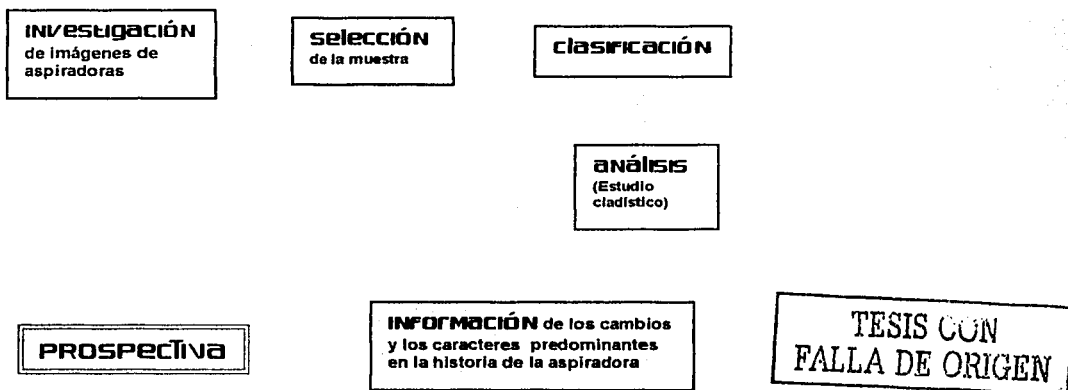 INVestigación
de imágenes de
aspiradoras
selección
de la muestra
clasificación
análisis
(Estudio
cladístico)
PROSPECTIVA
INFORMACIÓN de los cambios
y los caracteres predominantes
en la historia de la aspiradora
TESIS CON
FALLA DE ORIGEN